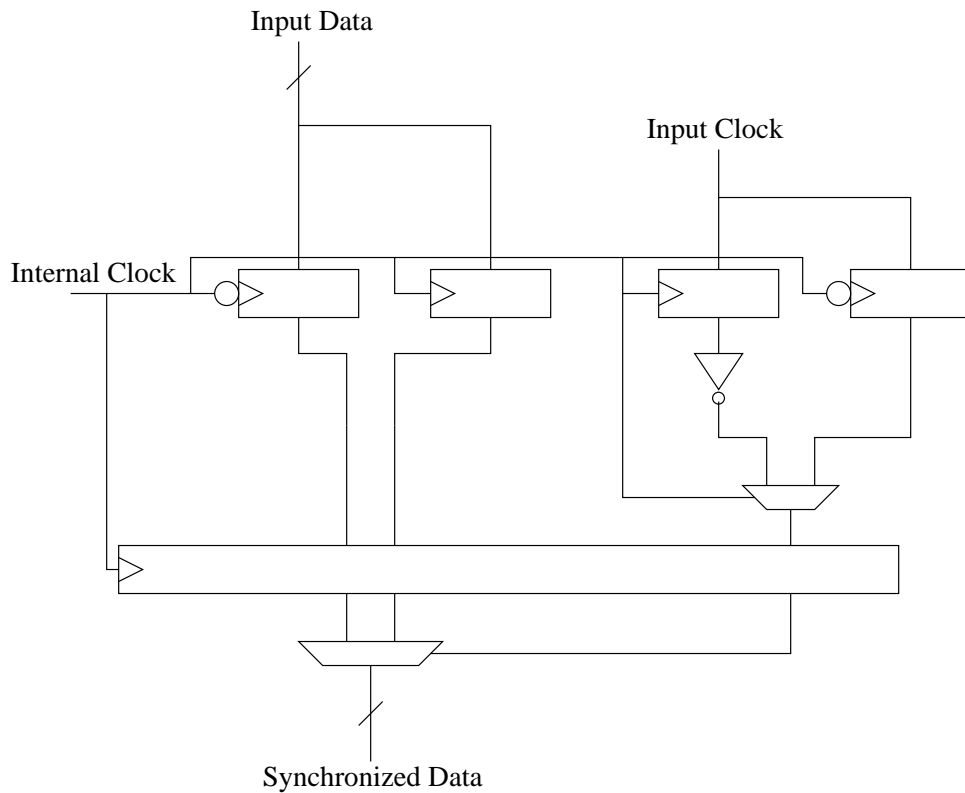 Input Data
Input Clock
Internal Clock
Synchronized Data